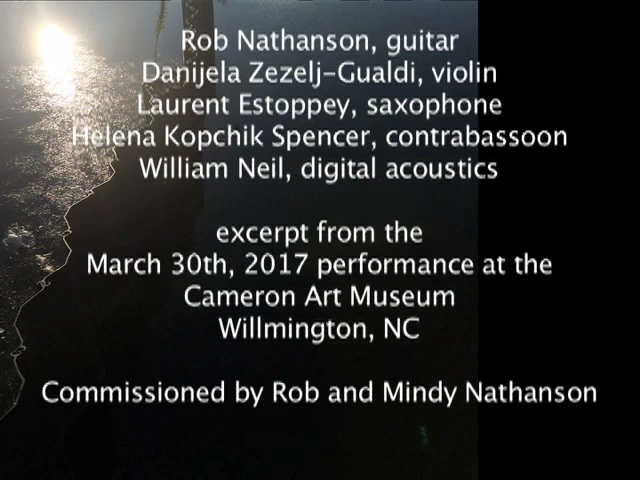 Rob Nathanson, guitar
Danijela Zezelj-Gualdi, violin
Laurent Estoppey, saxophone
Helena Kopchik Spencer, contrabassoon
William Neil, digital acoustics
excerpt from the
March 30th, 2017 performance at the
Cameron Art Museum
Willmington, NC
Commissioned by Rob and Mindy Nathanson